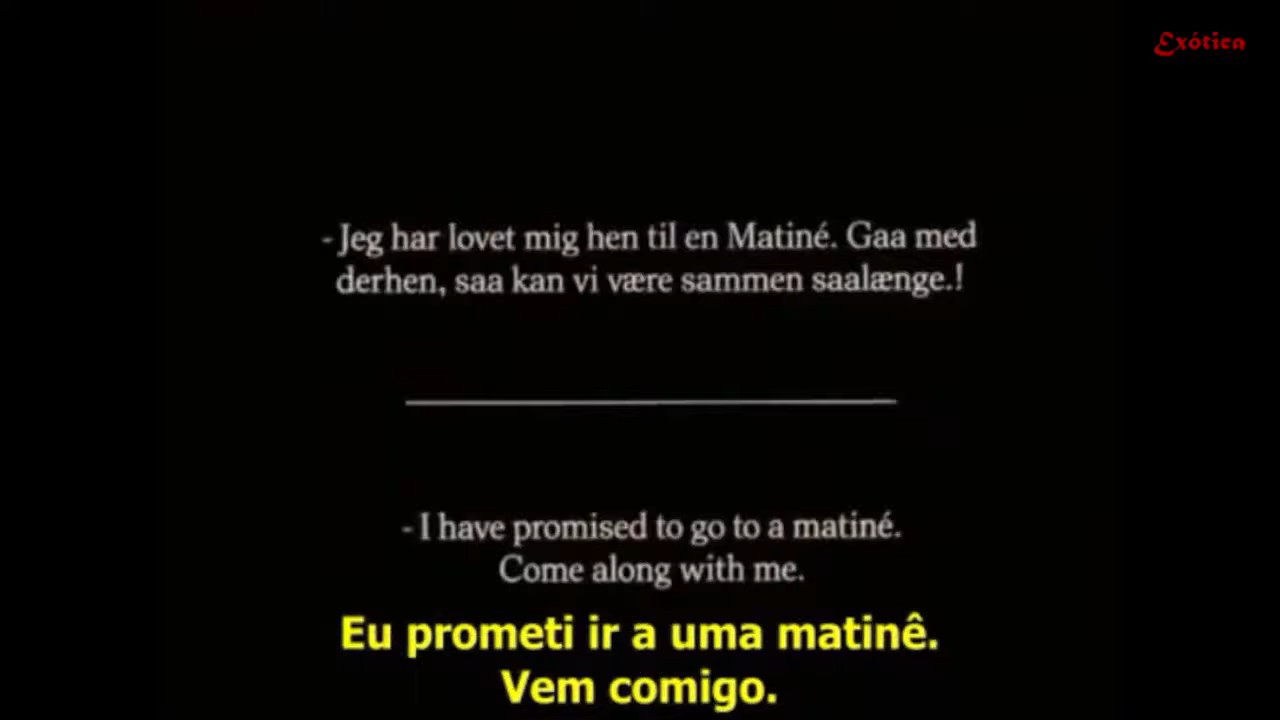 Exótica
- Jeg har lovet mig hen til en Matiné. Gaa med
derhen, saa kan vi være sammen saalænge.!
- I have promised to go to a matiné.
Come along with me.
Eu prometi ir a uma matinê.
Vem comigo.